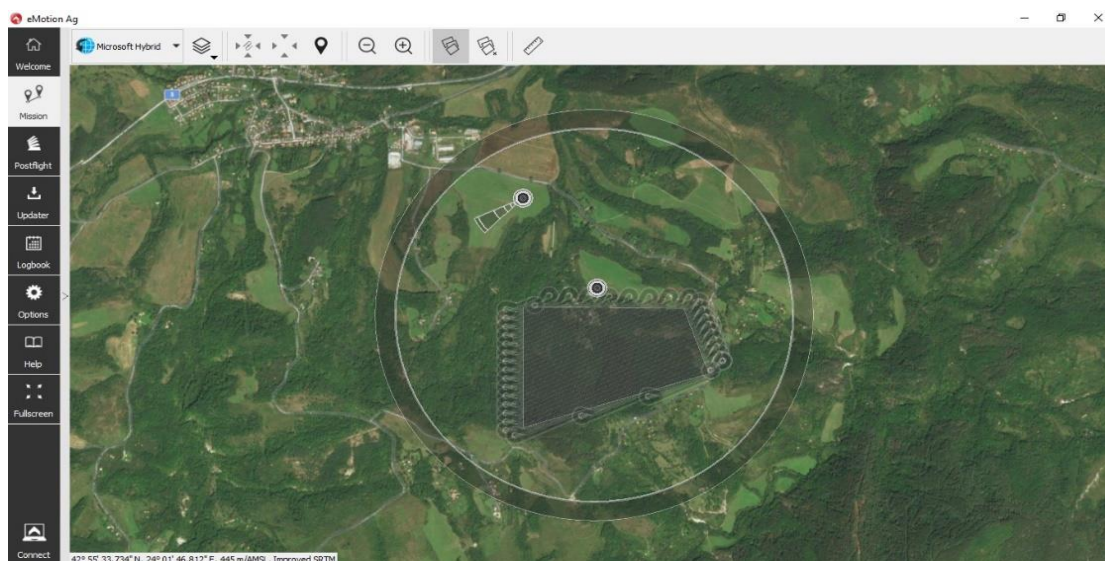 eMotion Ag
Microsoft Hybrid
Welcome
Mission
Postflight
Updater
Logbook
Options
Help
Fullscreen
Connect
42° 55' 33.734" N, 24° 01' 46.812" E, 445 m/AMSL, Improved SRTM